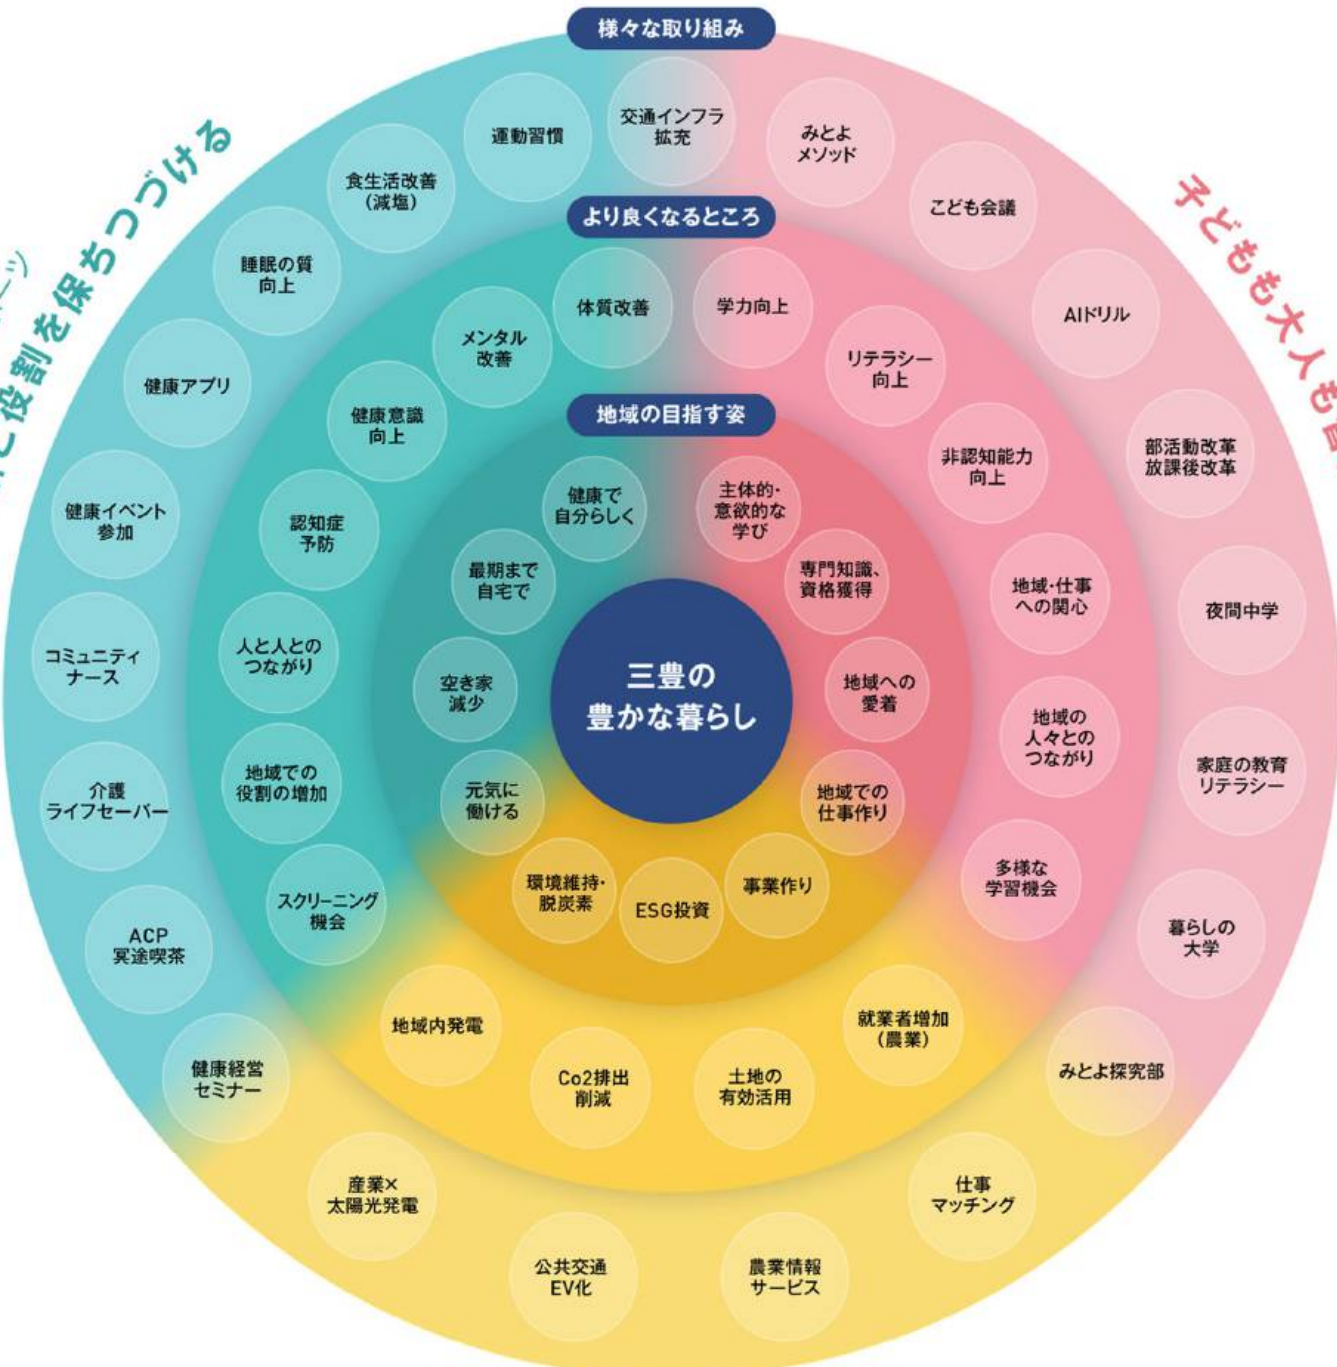 様々な取り組み
交通インフラ
拡充
みとよ
メソッド
こども会議
AIドリル
部活動改革
放課後改革
夜間中学
家庭の教育
リテラシー
暮らしの
大学
みとよ探究部
仕事
マッチング
農業情報
サービス
公共交通
EV化
産業×
太陽光発電
健康経営
セミナー
ACP
冥途喫茶
介護
ライフセーバー
コミュニティ
ナース
健康イベント
参加
健康アプリ
睡眠の質
向上
食生活改善
(減塩)
運動習慣
より良くなるところ
体質改善
学力向上
リテラシー
向上
非認知能力
向上
地域・仕事
への関心
地域の
人々との
つながり
多様な
学習機会
就業者増加
(農業)
土地の
有効活用
Co2排出
削減
地域内発電
スクリーニング
機会
地域での
役割の増加
人と人との
つながり
認知症
予防
健康意識
向上
メンタル
改善
地域の目指す姿
健康で
自分らしく
主体的・
意欲的な
学び
専門知識、
資格獲得
地域への
愛着
地域での
仕事作り
事業作り
ESG投資
環境維持・
脱炭素
元気に
働ける
空き家
減少
最期まで
自宅で
三豊の
豊かな暮らし
役割を保ちつづける
子どもも大人も